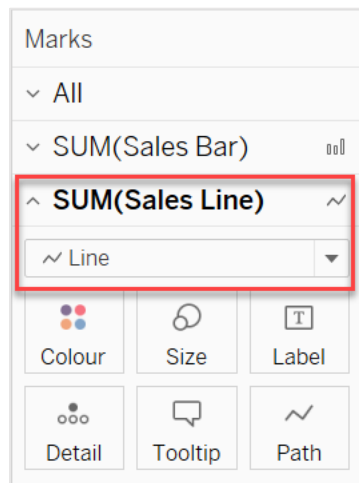 Marks
All
SUM(Sales Bar)
SUM(Sales Line)
Line
Colour Size Label
Detail Tooltip Path